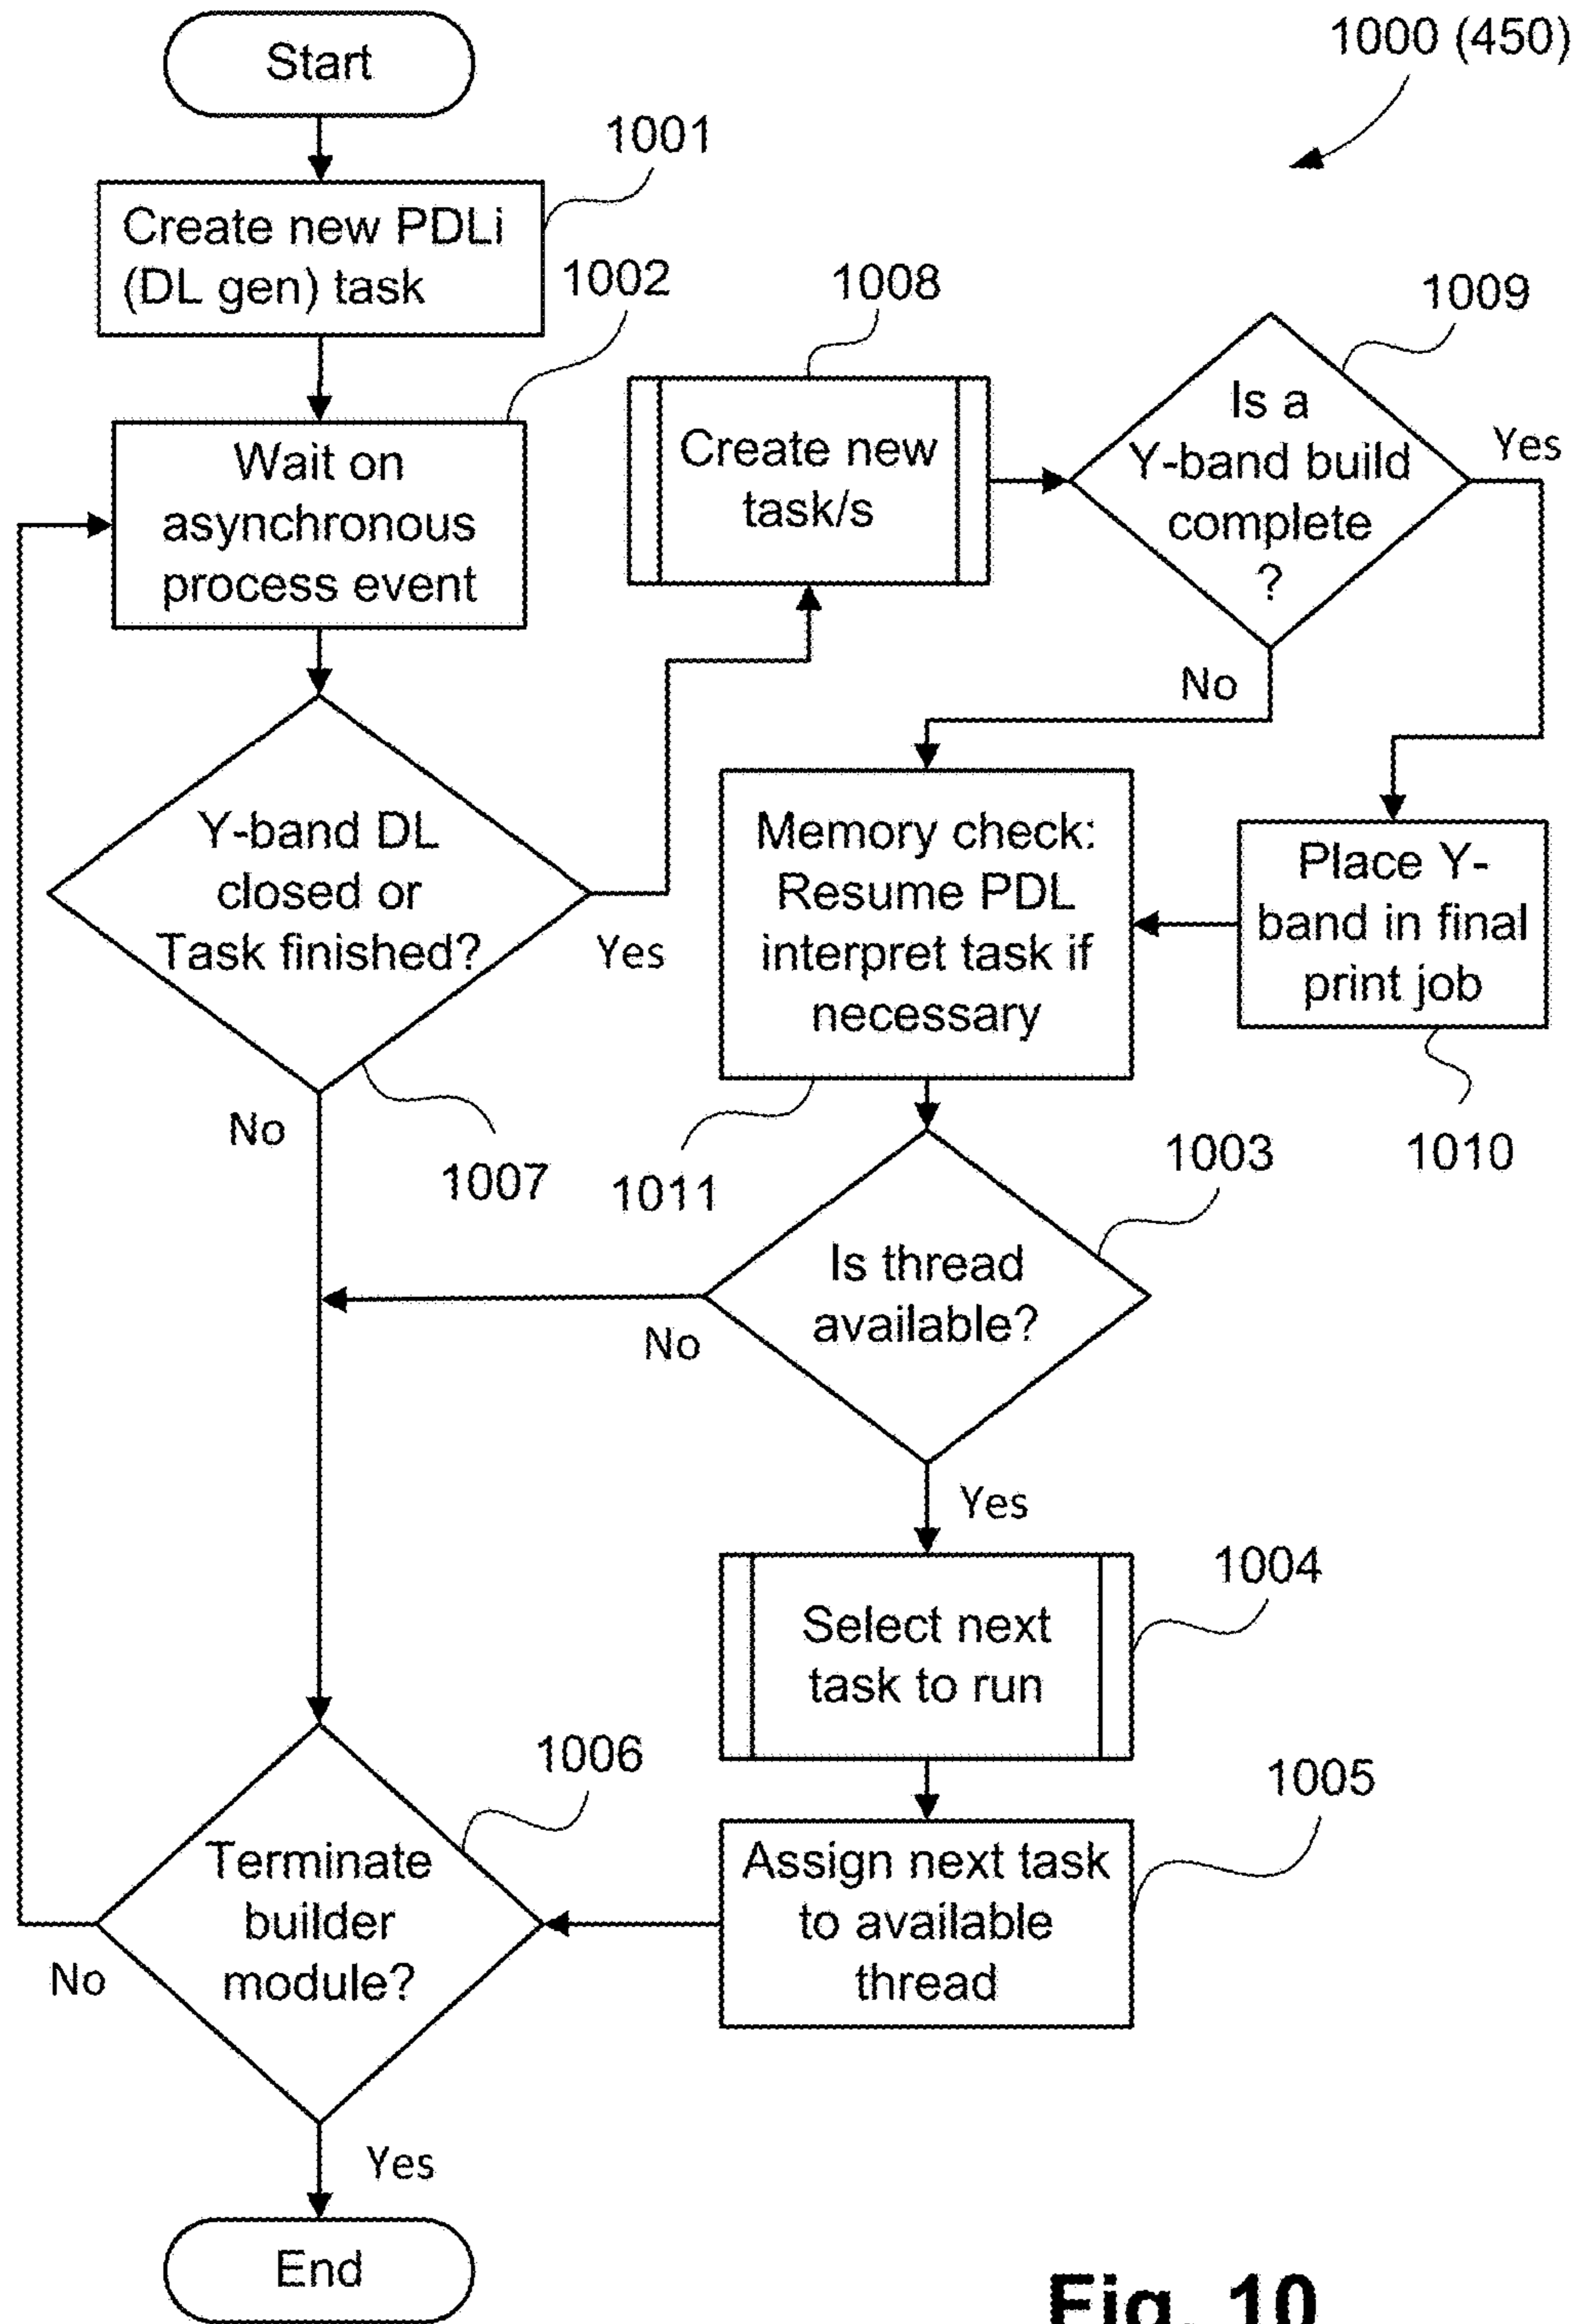 1000 (450)
Start
1001
Create new PDLi
(DL gen) task
1002
1008
1009
Wait on
asynchronous
process event
Create new
task/s
Is a
Y-band build
complete
?
Yes
No
Y-band DL
closed or
Task finished?
Yes
No
1007
Memory check:
Resume PDL
interpret task if
necessary
1011
Place Y-
band in final
print job
1010
1003
Is thread
available?
No
Yes
1004
Select next
task to run
1005
Assign next task
to available
thread
1006
Terminate
builder
module?
No
Yes
End
Fig. 10